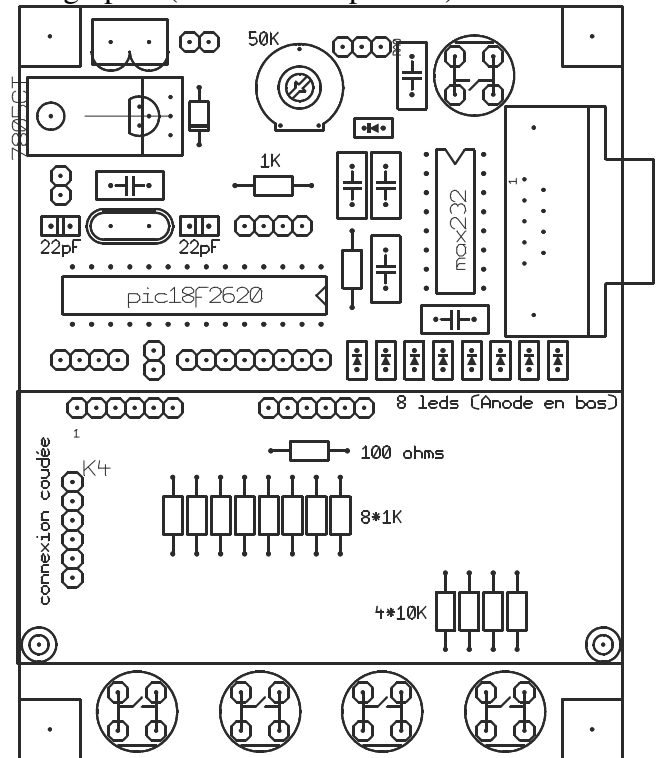 50K
7805CT
1K
1
max232
22pF
22pF
pic18F2620
8 leds (Anode en bas)
1
K4
connexion coudée
100 ohms
8*1K
4*10K